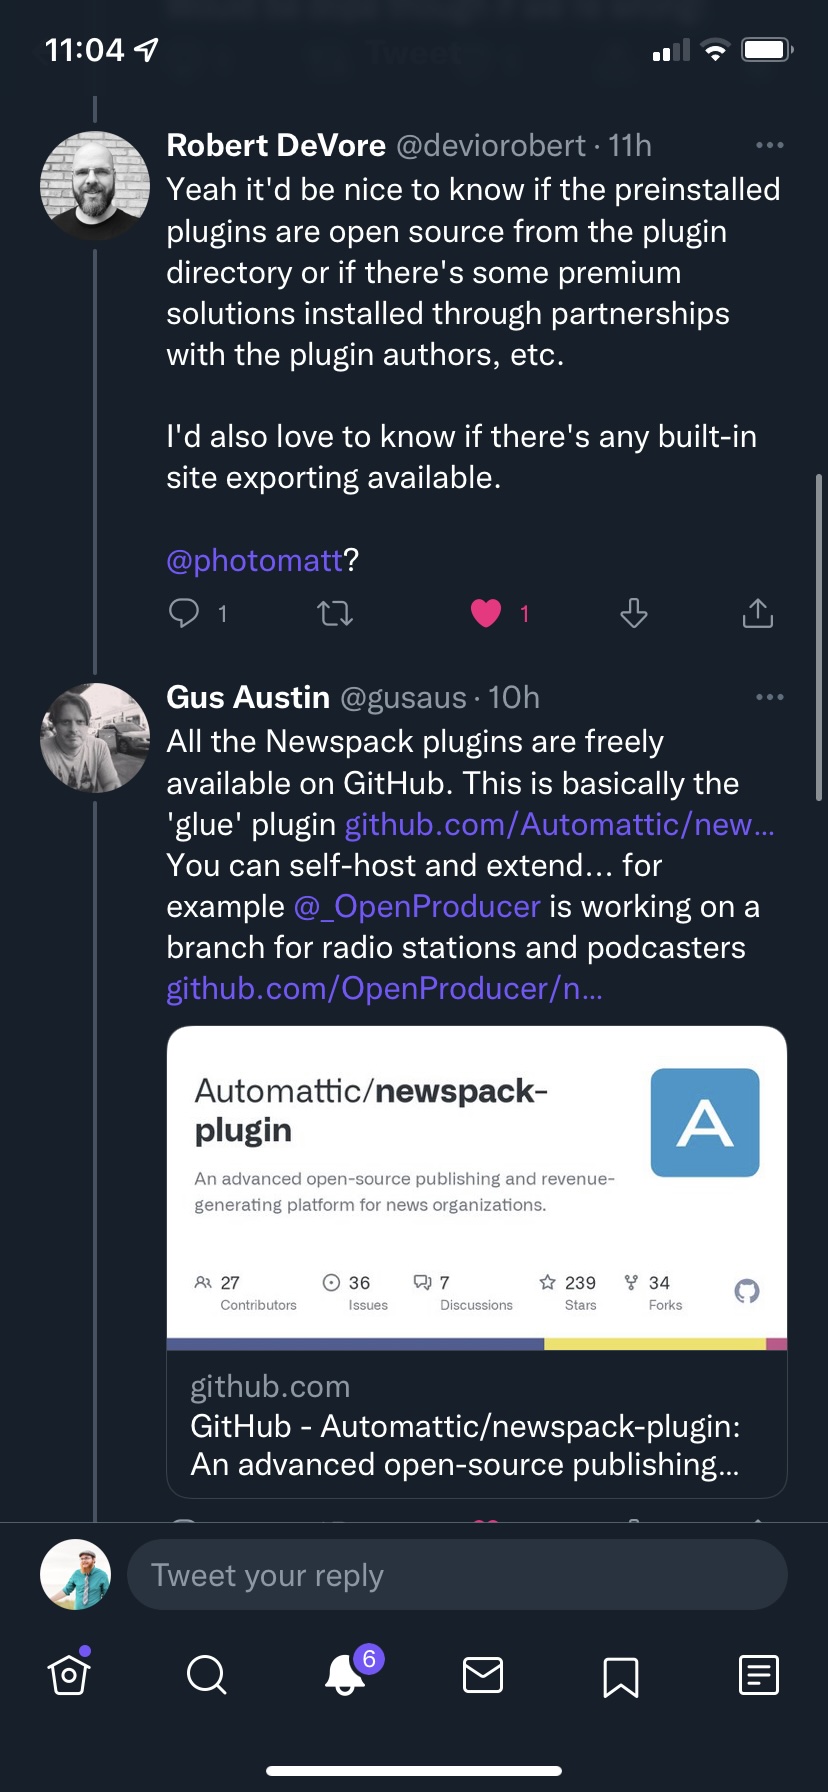 11:04
Robert DeVore @deviorobert · 11h
Yeah it'd be nice to know if the preinstalled
plugins are open source from the plugin
directory or if there's some premium
solutions installed through partnerships
with the plugin authors, etc.
I'd also love to know if there's any built-in
site exporting available.
@photomatt?
1 1
Gus Austin @gusaus · 10h
All the Newspack plugins are freely
available on GitHub. This is basically the
'glue' plugin github.com/Automattic/new...
You can self-host and extend... for
example @_OpenProducer is working on a
branch for radio stations and podcasters
github.com/OpenProducer/n...
Automattic/newspack-
plugin
A
An advanced open-source publishing and revenue-
generating platform for news organizations.
27 36 7 239 34
Contributors Issues Discussions Stars Forks
github.com
GitHub - Automattic/newspack-plugin:
An advanced open-source publishing...
Tweet your reply
6